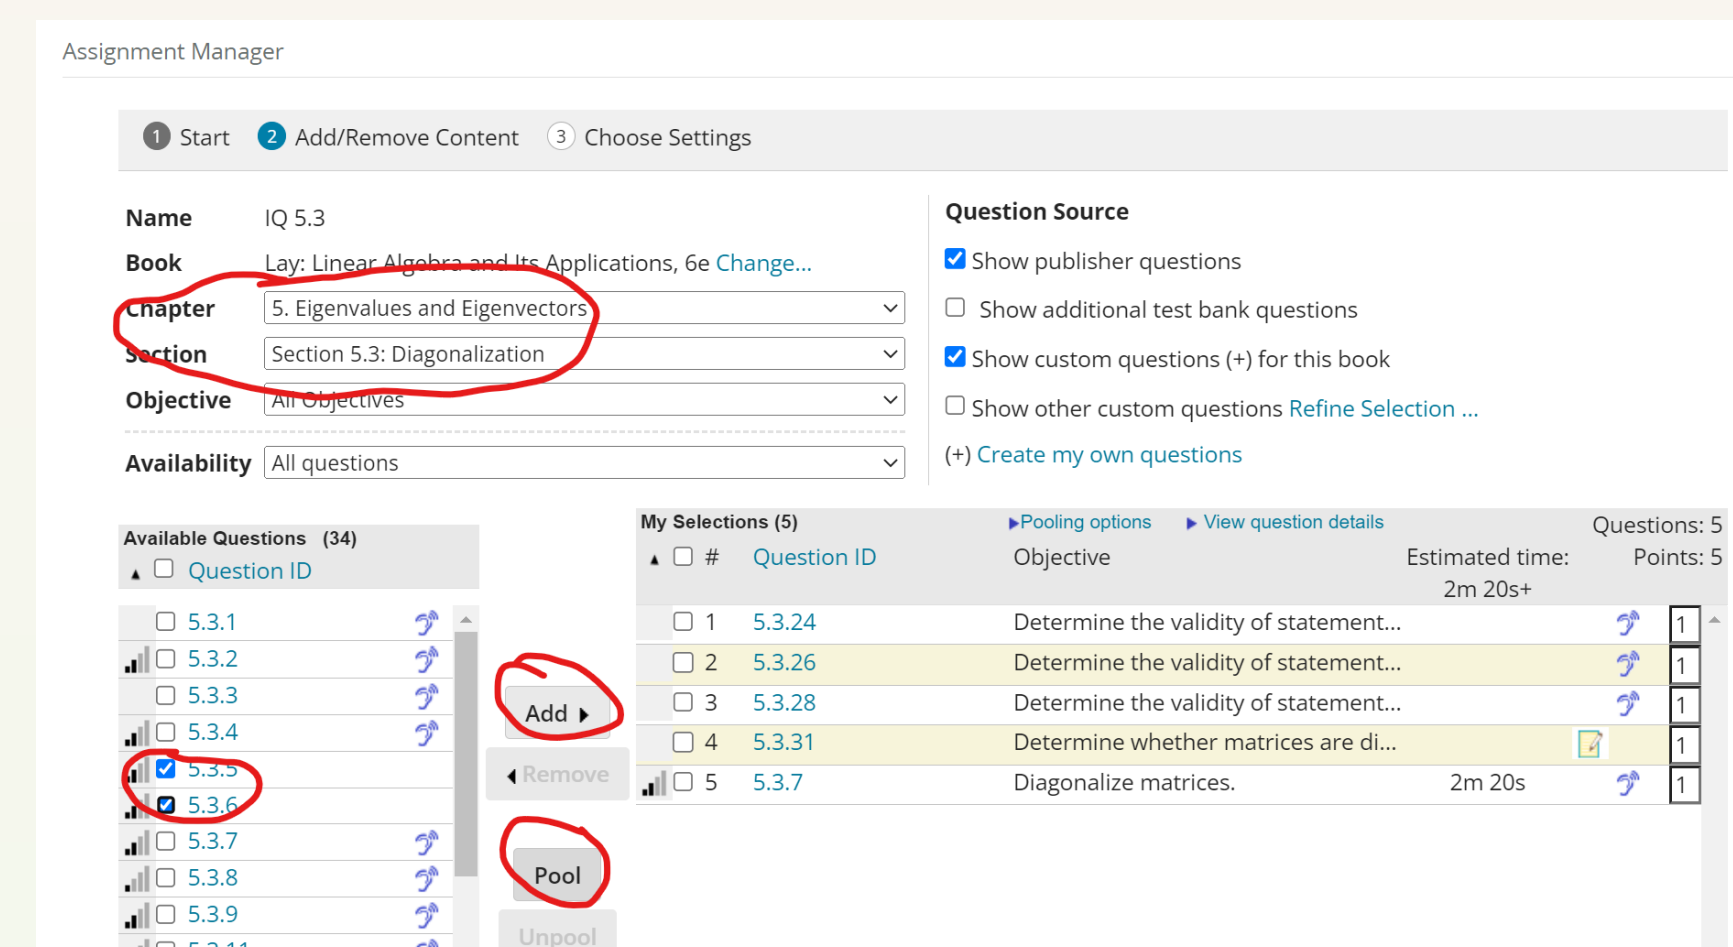 Assignment Manager
1 Start 2 Add/Remove Content 3 Choose Settings
Name IQ 5.3
Book Lay: Linear Algebra and Its Applications, 6e Change...
Chapter 5. Eigenvalues and Eigenvectors
Section Section 5.3: Diagonalization
Objective All Objectives
Availability All questions
Question Source
Show publisher questions
Show additional test bank questions
Show custom questions (+) for this book
Show other custom questions Refine Selection ...
(+) Create my own questions
Available Questions (34)
Question ID
5.3.1
5.3.2
5.3.3
5.3.4
5.3.5
5.3.6
5.3.7
5.3.8
5.3.9
5.3.11
Add
Remove
Pool
Unpool
My Selections (5) Pooling options View question details Questions: 5
# Question ID Objective Estimated time: Points: 5
2m 20s+
1 5.3.24 Determine the validity of statement... 1
2 5.3.26 Determine the validity of statement... 1
3 5.3.28 Determine the validity of statement... 1
4 5.3.31 Determine whether matrices are di... 1
5 5.3.7 Diagonalize matrices. 2m 20s 1